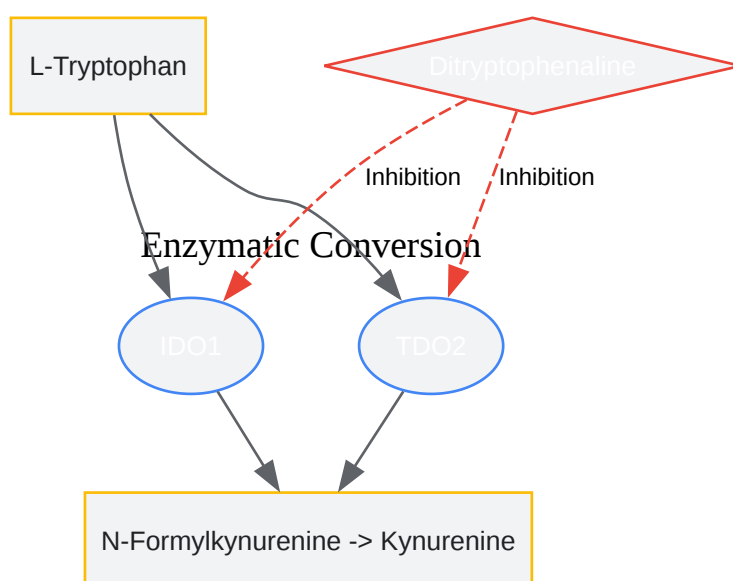 L-Tryptophan
Ditryptophenaline
Inhibition
Inhibition
Enzymatic Conversion
IDO1
TDO2
N-Formylkynurenine -> Kynurenine